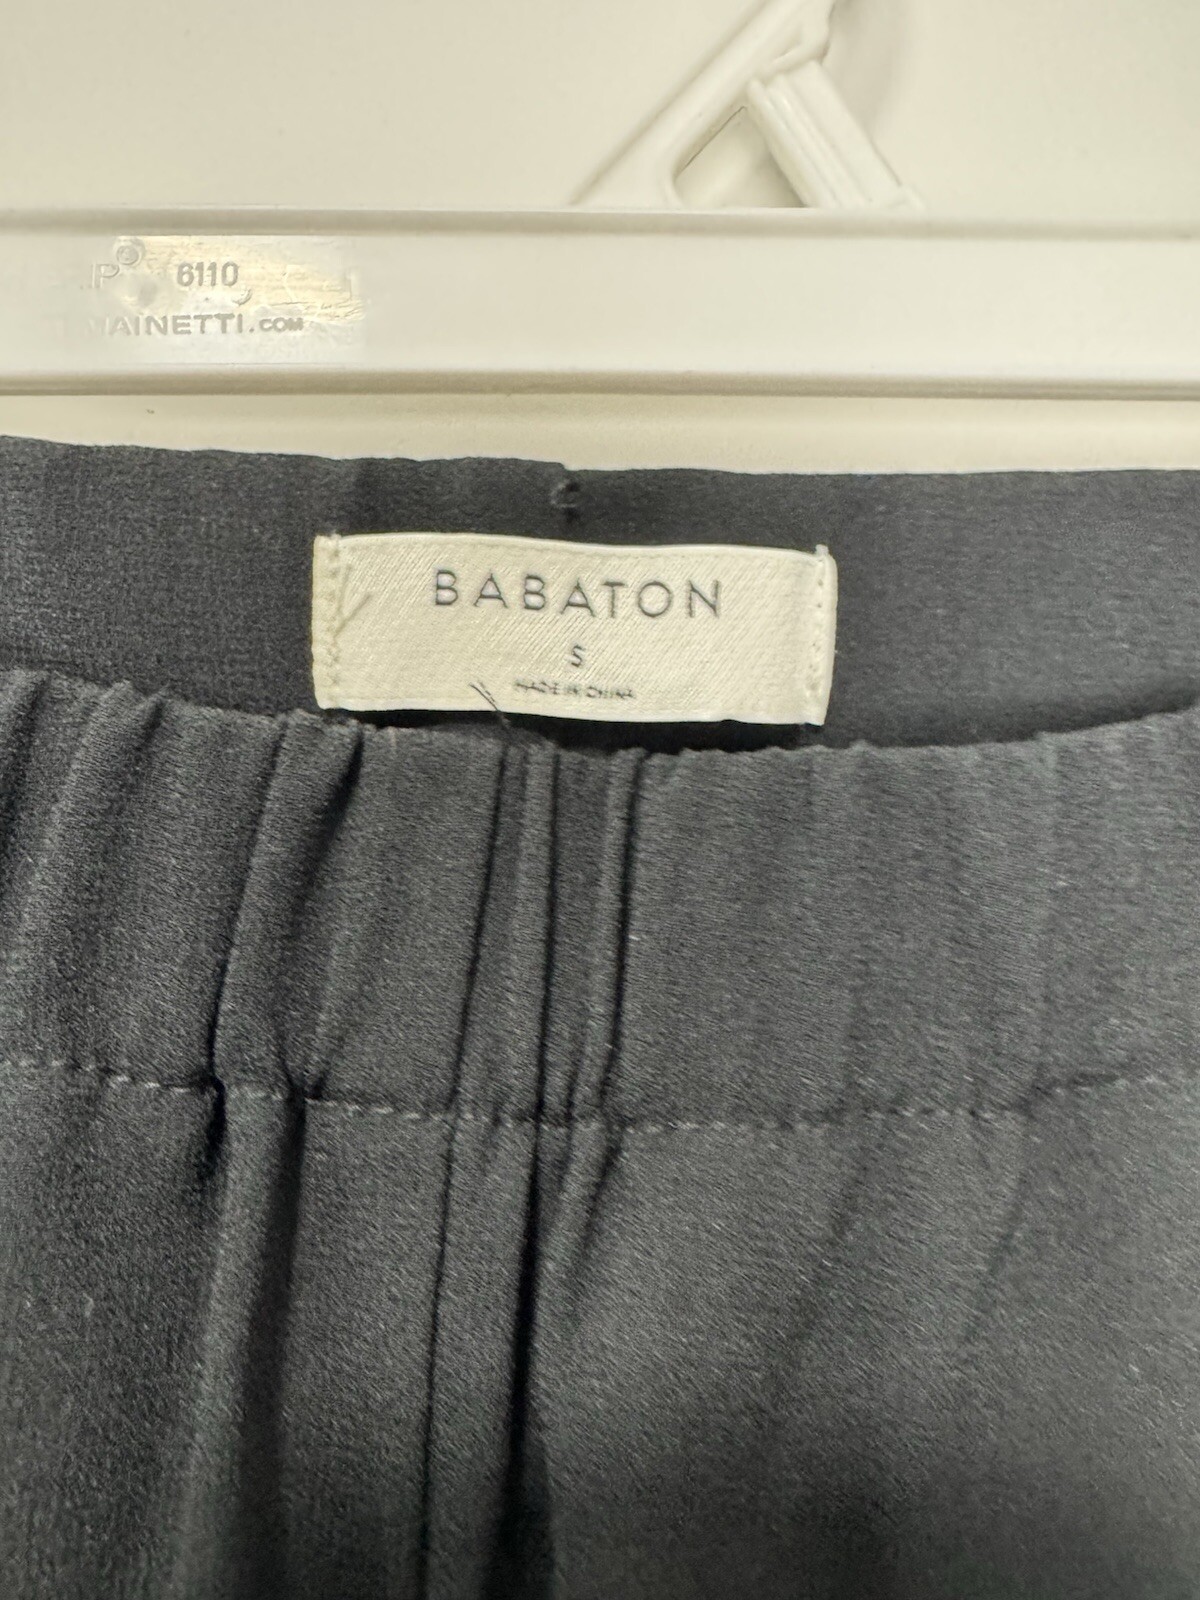 6110
MAINETTI.COM
BABATON
S
MADE IN CHINA